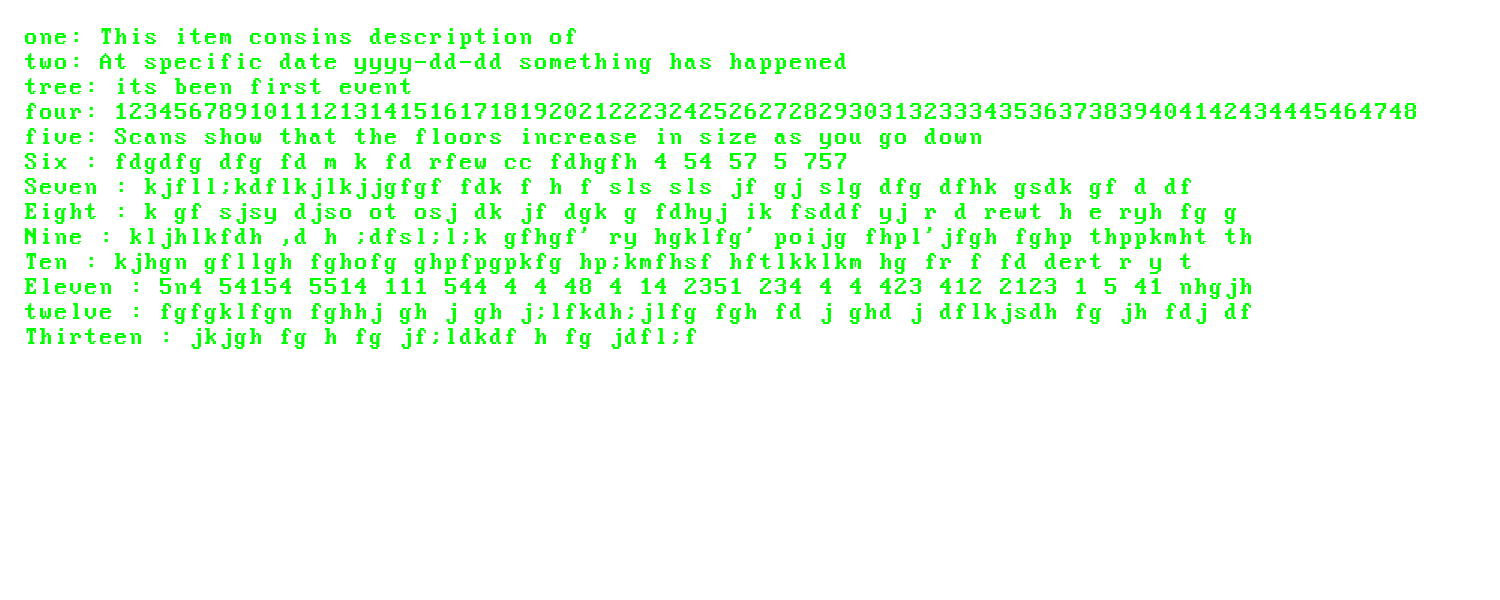 one: This item consins description of
two: At specific date yyyy-dd-dd something has happened
tree: its been first event
four: 123456789101112131415161718192021222324252627282930313233343536373839404142434445464748
five: Scans show that the floors increase in size as you go down
Six : fdgdfg dfg fd m k fd rfew cc fdhgfh 4 54 57 5 757
Seven : kjfll;kdflkjlkjjgfgf fdk f h f sls sls jf gj slg dfg dfhk gsdk gf d df
Eight : k gf sjsy djso ot osj dk jf dgk g fdhyj ik fsddf yj r d rewt h e ryh fg g
Nine : kljhlkfdh ,d h ;dfsl;l;k gfhgf' ry hgklfg' poijg fhpl'jfgh fghp thppkmht th
Ten : kjhgn gfllgh fghofg ghpfpgpkfg hp;kmfhsf hftlkklkm hg fr f fd dert r y t
Eleven : 5n4 54154 5514 111 544 4 4 48 4 14 2351 234 4 4 423 412 2123 1 5 41 nhgjh
twelve : fgfgklfgn fghhj gh j gh j;lfkdh;jlfg fgh fd j ghd j dflkjsdh fg jh fdj df
Thirteen : jkjgh fg h fg jf;ldkdf h fg jdfl;f